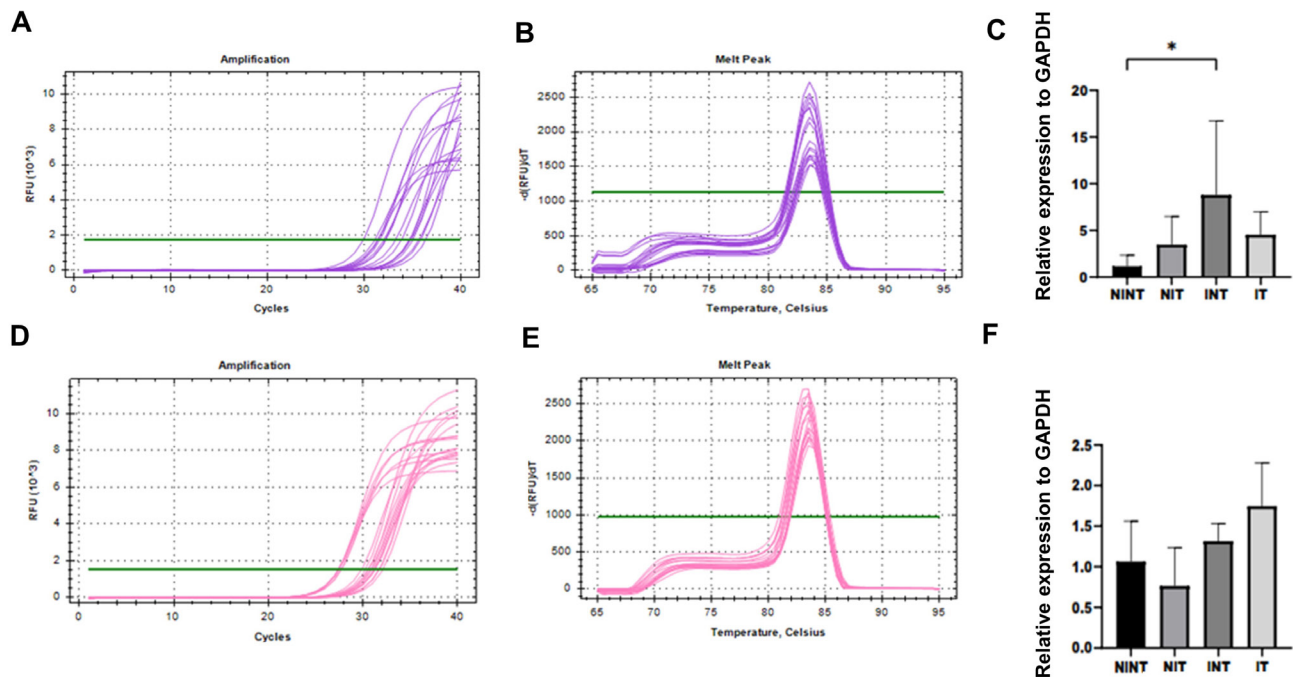 A
Amplification
RFU (10^3)
10
8
6
4
2
0
0 10 20 30 40
Cycles
B
Melt Peak
-d(RFU)/dT
2500
2000
1500
1000
500
0
65 70 75 80 85 90 95
Temperature, Celsius
C
*
Relative expression to GAPDH
20
15
10
5
0
NINT NIT INT IT
D
Amplification
RFU (10^3)
10
8
6
4
2
0
0 10 20 30 40
Cycles
E
Melt Peak
-d(RFU)/dT
2500
2000
1500
1000
500
0
65 70 75 80 85 90 95
Temperature, Celsius
F
Relative expression to GAPDH
2.5
2.0
1.5
1.0
0.5
0.0
NINT NIT INT IT